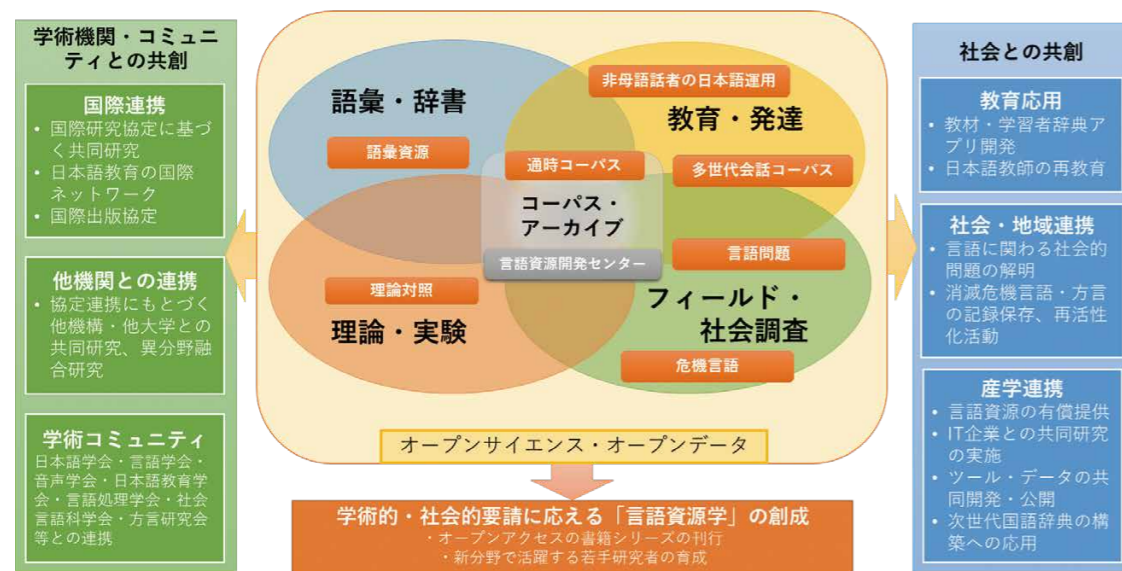 学術機関・コミュニ
ティとの共創
国際連携
• 国際研究協定に基づ
く共同研究
• 日本語教育の国際
ネットワーク
• 国際出版協定
他機関との連携
• 協定連携にもとづく
他機構・他大学との
共同研究、異分野融
合研究
学術コミュニティ
日本語学会・言語学会・
音声学会・日本語教育学
会・言語処理学会・社会
言語科学会・方言研究会
等との連携
語彙・辞書
語彙資源
非母語話者の日本語運用
教育・発達
通時コーパス
多世代会話コーパス
コーパス・
アーカイブ
言語資源開発センター
言語問題
理論対照
理論・実験
フィールド・
社会調査
危機言語
オープンサイエンス・オープンデータ
学術的・社会的要請に応える「言語資源学」の創成
・オープンアクセスの書籍シリーズの刊行
・新分野で活躍する若手研究者の育成
社会との共創
教育応用
• 教材・学習者辞典ア
プリ開発
• 日本語教師の再教育
社会・地域連携
• 言語に関わる社会的
問題の解明
• 消滅危機言語・方言
の記録保存、再活性
化活動
産学連携
• 言語資源の有償提供
• IT企業との共同研究
の実施
• ツール・データの共
同開発・公開
• 次世代国語辞典の構
築への応用